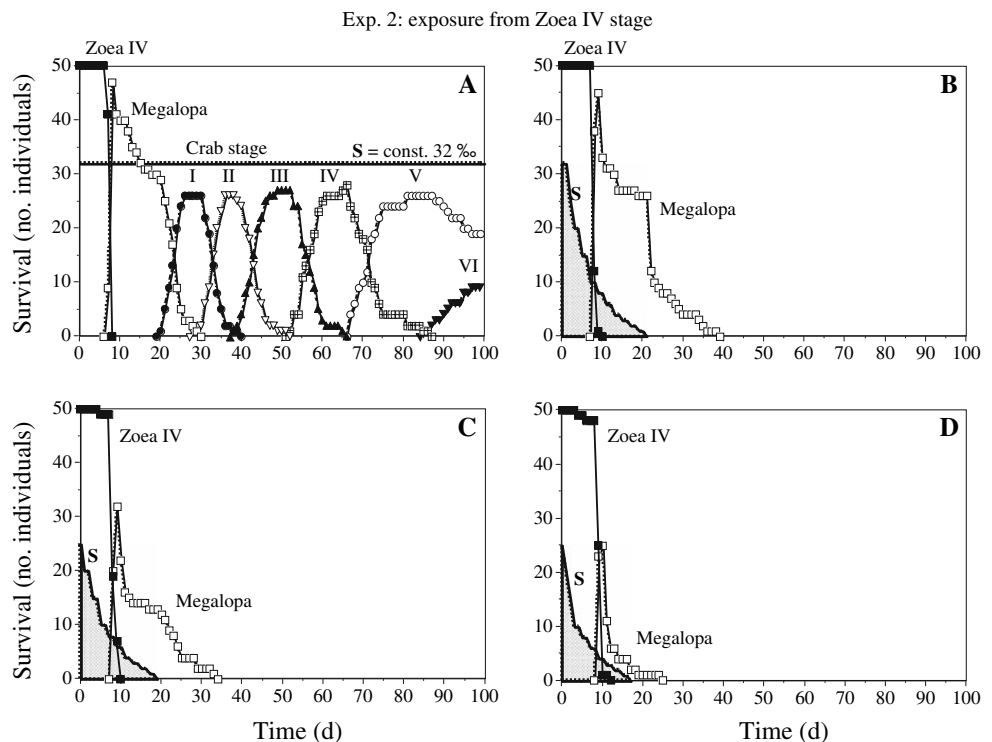 Exp. 2: exposure from Zoea IV stage
Zoea IV
A
Megalopa
Crab stage
S = const. 32 ‰
I II III IV V
VI
Survival (no. individuals)
50
40
30
20
10
0
0 10 20 30 40 50 60 70 80 90 100
Zoea IV
B
S
Megalopa
50
40
30
20
10
0
0 10 20 30 40 50 60 70 80 90 100
C
Zoea IV
S
Megalopa
Survival (no. individuals)
50
40
30
20
10
0
0 10 20 30 40 50 60 70 80 90 100
Time (d)
D
Zoea IV
S
Megalopa
50
40
30
20
10
0
0 10 20 30 40 50 60 70 80 90 100
Time (d)